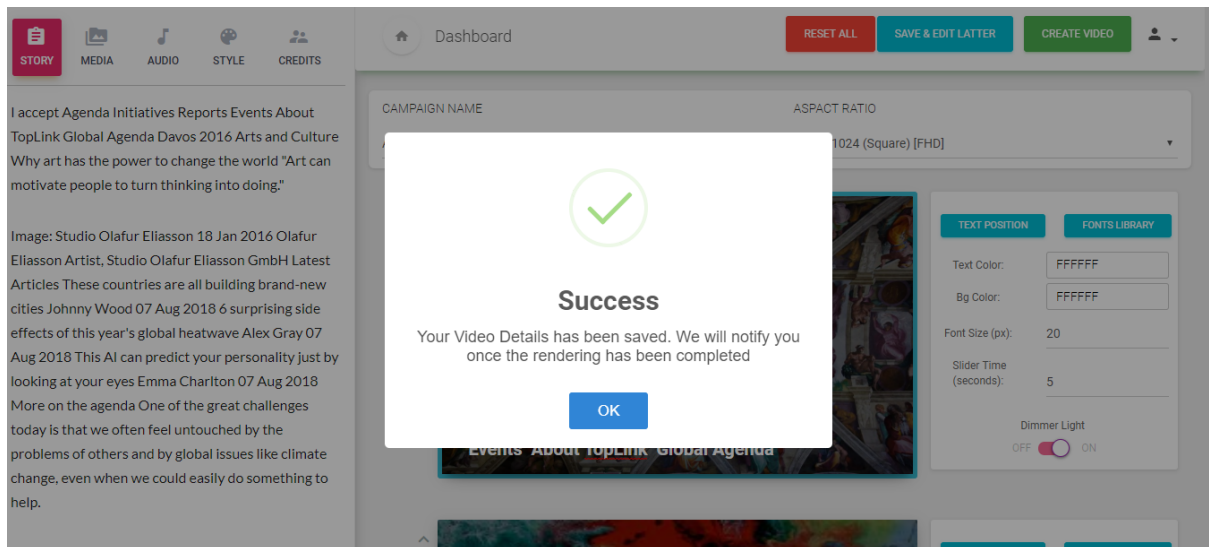 STORY
MEDIA
AUDIO
STYLE
CREDITS
Dashboard
RESET ALL
SAVE & EDIT LATTER
CREATE VIDEO
I accept Agenda Initiatives Reports Events About
TopLink Global Agenda Davos 2016 Arts and Culture
Why art has the power to change the world "Art can
motivate people to turn thinking into doing."
Image: Studio Olafur Eliasson 18 Jan 2016 Olafur
Eliasson Artist, Studio Olafur Eliasson GmbH Latest
Articles These countries are all building brand-new
cities Johnny Wood 07 Aug 2018 6 surprising side
effects of this year's global heatwave Alex Gray 07
Aug 2018 This AI can predict your personality just by
looking at your eyes Emma Charlton 07 Aug 2018
More on the agenda One of the great challenges
today is that we often feel untouched by the
problems of others and by global issues like climate
change, even when we could easily do something to
help.
CAMPAIGN NAME
ASPACT RATIO
1024 (Square) [FHD]
Success
Your Video Details has been saved. We will notify you
once the rendering has been completed
OK
Events About TopLink Global Agenda
TEXT POSITION
FONTS LIBRARY
Text Color:
FFFFFF
Bg Color:
FFFFFF
Font Size (px):
20
Slider Time
(seconds):
5
Dimmer Light
OFF ON